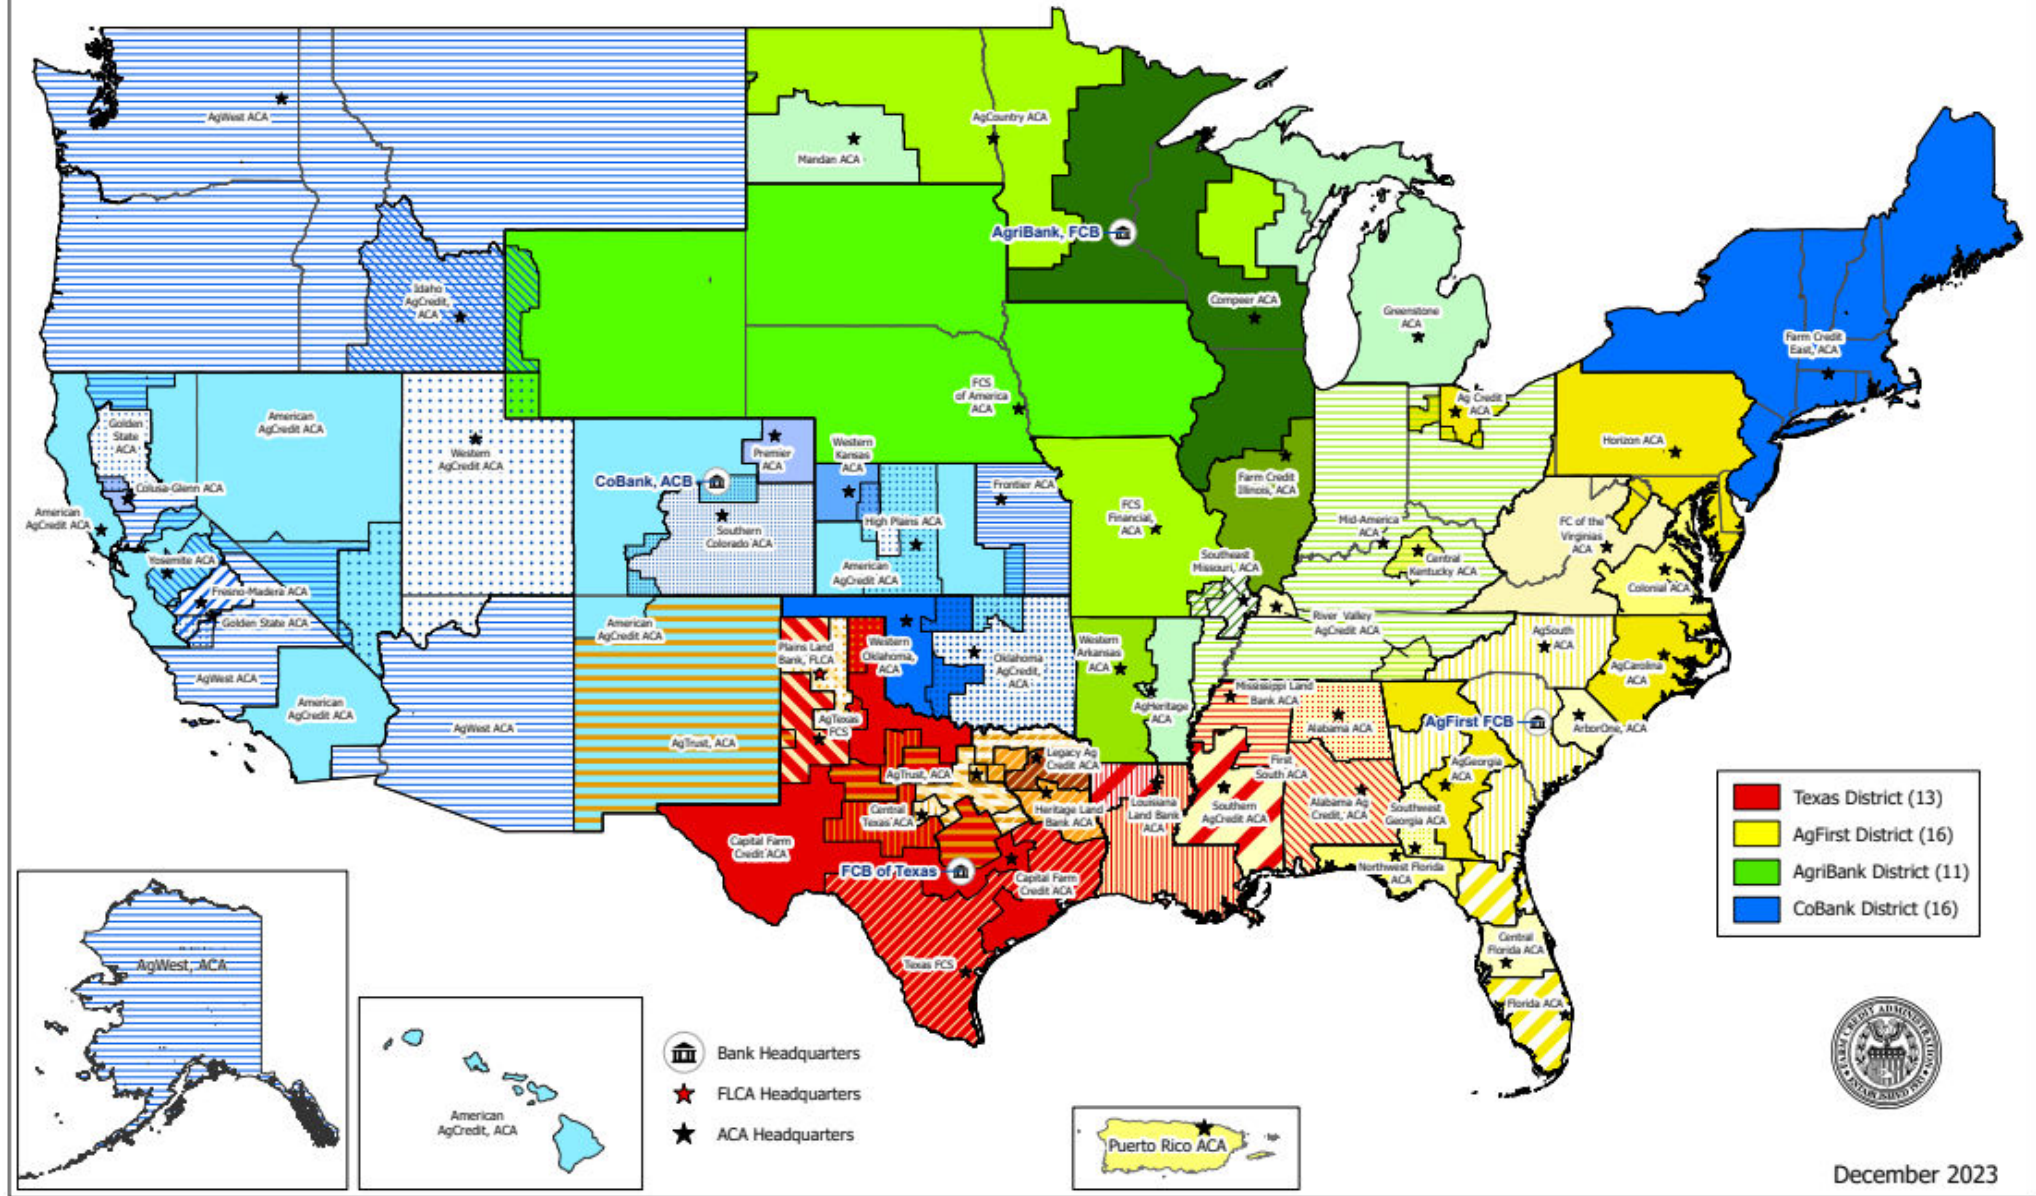 AgWest ACA
AgCountry ACA
Mandan ACA
AgriBank, FCB
Idaho
AgCredit,
ACA
Compeer ACA
Greenstone
ACA
Farm Credit
East, ACA
FCS
of America
ACA
American
AgCredit ACA
Golden
State
ACA
Western
AgCredit ACA
Premier
ACA
Western
Kansas
ACA
Ag Credit
ACA
Horizon ACA
CoBank, ACB
Colusa-Glenn ACA
American
AgCredit ACA
Frontier ACA
Farm Credit
Illinois, ACA
Southern
Colorado ACA
High Plains ACA
FCS
Financial,
ACA
Mid-America
ACA
FC of the
Virginias
ACA
Yosemite ACA
American
AgCredit ACA
Southeast
Missouri, ACA
Central
Kentucky ACA
Colonial ACA
Fresno-Madera ACA
Golden State ACA
American
AgCredit ACA
River Valley
AgCredit ACA
Plains Land
Bank, FLCA
Western
Oklahoma,
ACA
Oklahoma
AgCredit,
ACA
Western
Arkansas
ACA
AgSouth
ACA
AgCarolina
ACA
AgWest ACA
American
AgCredit ACA
AgWest ACA
AgTrust, ACA
AgTexas
FCS
AgHeritage
ACA
Mississippi Land
Bank ACA
Alabama ACA
AgFirst FCB
ArborOne, ACA
Legacy Ag
Credit ACA
AgTrust, ACA
First
South ACA
AgGeorgia
ACA
Central
Texas ACA
Heritage Land
Bank ACA
Louisiana
Land Bank
ACA
Southern
AgCredit ACA
Alabama Ag
Credit, ACA
Southwest
Georgia ACA
Capital Farm
Credit ACA
FCB of Texas
Capital Farm
Credit ACA
Northwest Florida
ACA
Texas FCS
Central
Florida ACA
Florida ACA
Texas District (13)
AgFirst District (16)
AgriBank District (11)
CoBank District (16)
AgWest, ACA
American
AgCredit, ACA
Bank Headquarters
FLCA Headquarters
ACA Headquarters
Puerto Rico ACA
FARM CREDIT ADMINISTRATION
ESTABLISHED 1933
December 2023